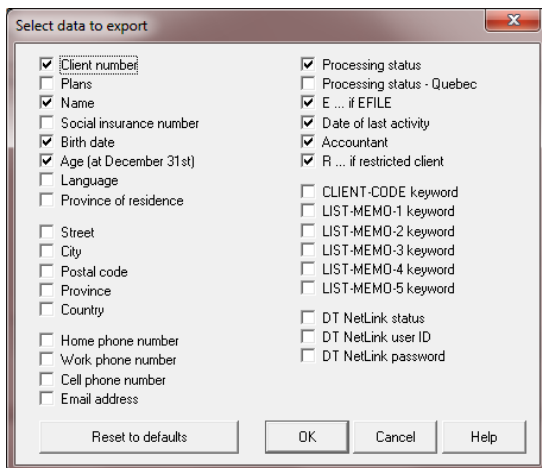 Select data to export
Client number
Plans
Name
Social insurance number
Birth date
Age (at December 31st)
Language
Province of residence
Street
City
Postal code
Province
Country
Home phone number
Work phone number
Cell phone number
Email address
Processing status
Processing status - Quebec
E ... if EFILE
Date of last activity
Accountant
R ... if restricted client
CLIENT-CODE keyword
LIST-MEMO-1 keyword
LIST-MEMO-2 keyword
LIST-MEMO-3 keyword
LIST-MEMO-4 keyword
LIST-MEMO-5 keyword
DT NetLink status
DT NetLink user ID
DT NetLink password
Reset to defaults
OK
Cancel
Help